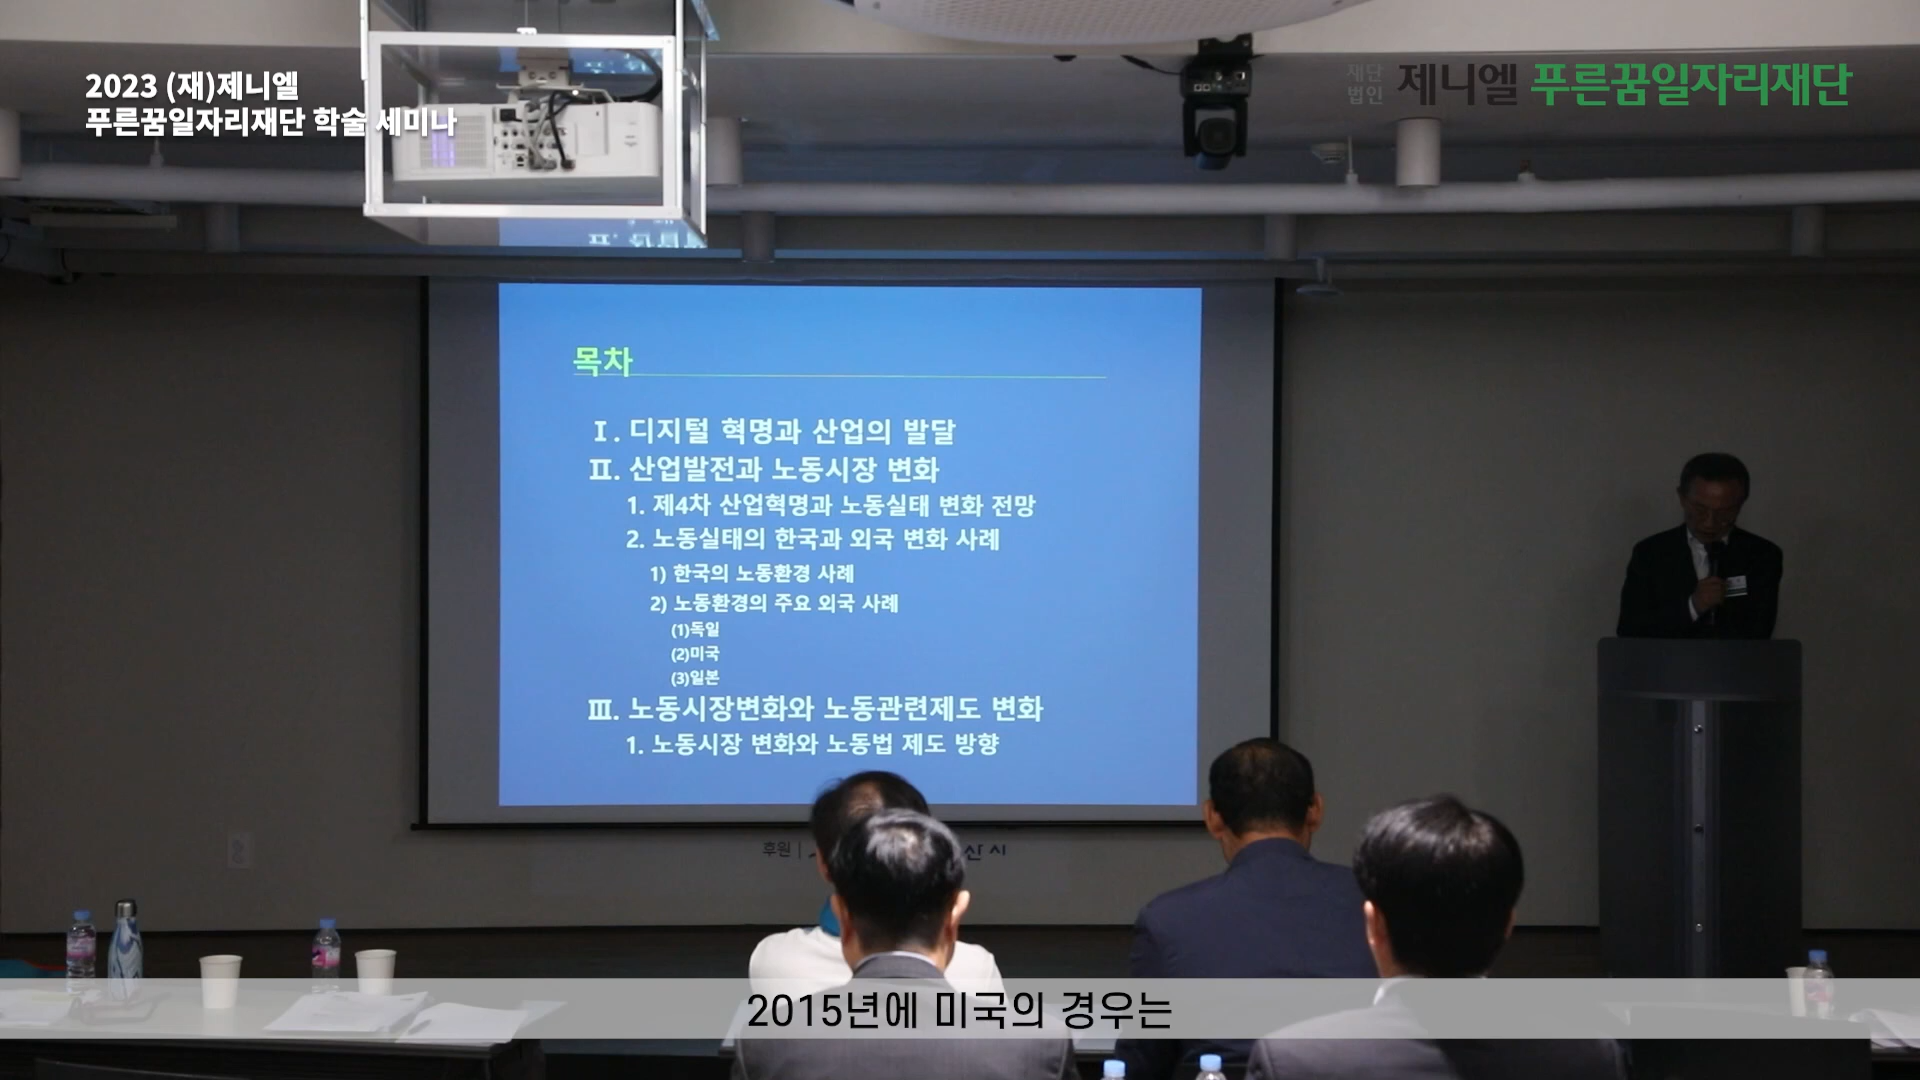 2023 (재)제니엘
푸른꿈일자리재단 학술 세미나
재단
법인
제니엘 푸른꿈일자리재단
목차
Ⅰ. 디지털 혁명과 산업의 발달
Ⅱ. 산업발전과 노동시장 변화
1. 제4차 산업혁명과 노동실태 변화 전망
2. 노동실태의 한국과 외국 변화 사례
1) 한국의 노동환경 사례
2) 노동환경의 주요 외국 사례
(1)독일
(2)미국
(3)일본
Ⅲ. 노동시장변화와 노동관련제도 변화
1. 노동시장 변화와 노동법 제도 방향
후원 |
2015년에 미국의 경우는